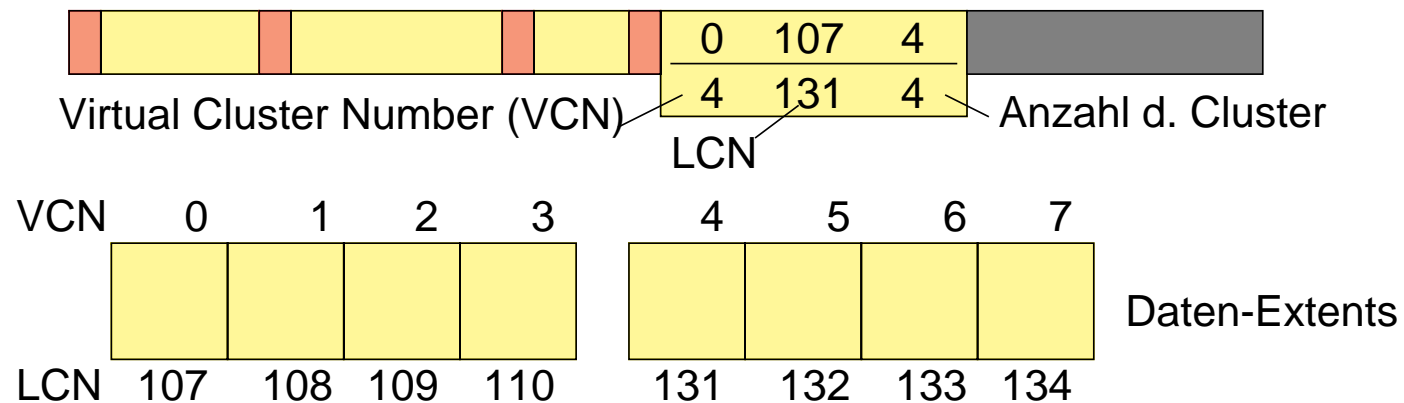 0 107 4
4 131 4
Virtual Cluster Number (VCN)
Anzahl d. Cluster
LCN
VCN 0 1 2 3 4 5 6 7
Daten-Extents
LCN 107 108 109 110 131 132 133 134